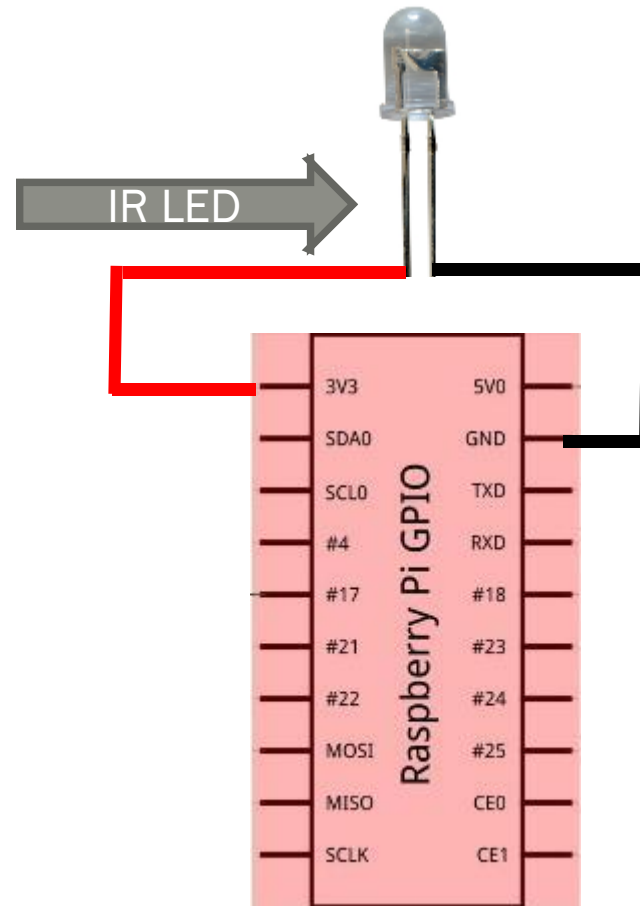 IR LED
3V3 5V0
SDA0 GND
SCL0 TXD
#4 RXD
#17 #18
#21 #23
#22 #24
MOSI #25
MISO CE0
SCLK CE1
Raspberry Pi GPIO